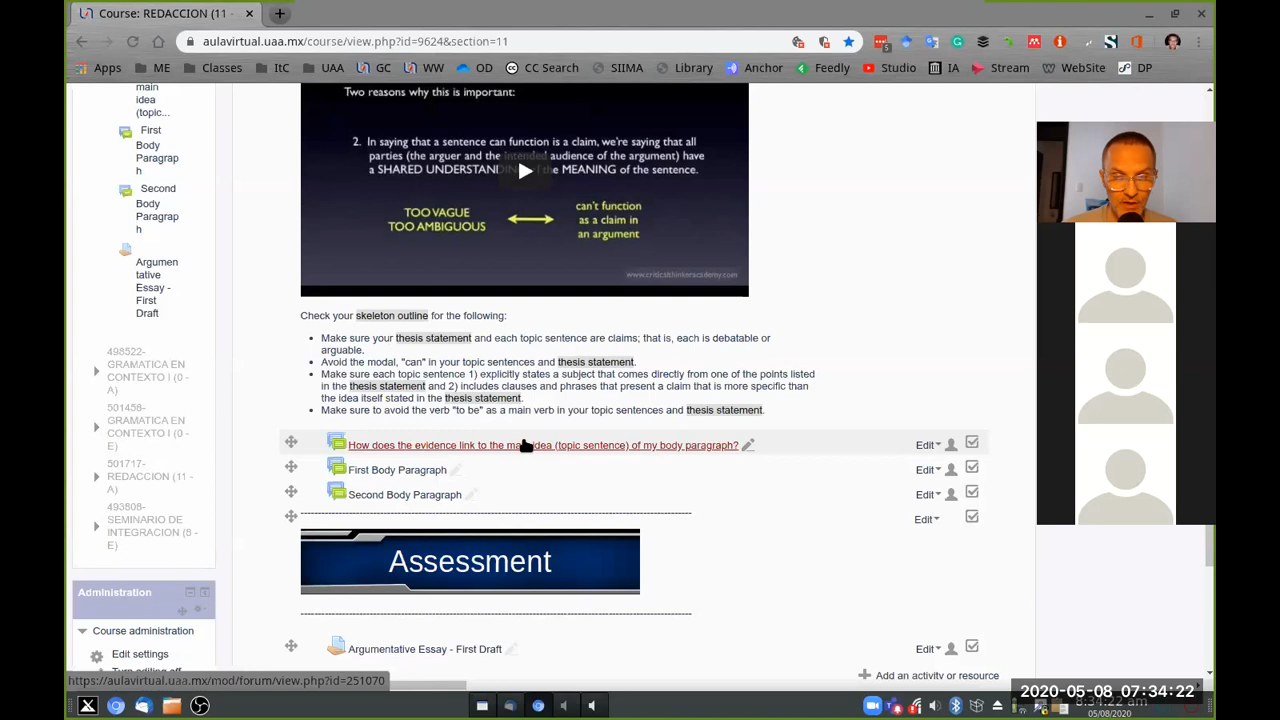 Course: REDACCION (11 -
aulavirtual.uaa.mx/course/view.php?id=9624&section=11
Apps
ME
Classes
ItC
UAA
GC
WW
OD
CC Search
SIIMA
Library
Anchor
Feedly
Studio
IA
Stream
WebSite
DP
main
idea
(topic...
First
Body
Paragrap
h
Second
Body
Paragrap
h
Argumen
tative
Essay -
First
Draft
498522-
GRAMATICA EN
CONTEXTO I (0 -
A)
501458-
GRAMATICA EN
CONTEXTO I (0 -
E)
501717-
REDACCION (11 -
A)
493808-
SEMINARIO DE
INTEGRACION (8 -
E)
Administration
Course administration
Edit settings
Turn editing off
https://aulavirtual.uaa.mx/mod/forum/view.php?id=251070
Two reasons why this is important:
2. In saying that a sentence can function is a claim, we're saying that all
parties (the arguer and the intended audience of the argument) have
a SHARED UNDERSTANDING of the MEANING of the sentence.
TOO VAGUE
TOO AMBIGUOUS
can't function
as a claim in
an argument
www.criticalthinkeracademy.com
Check your skeleton outline for the following:
Make sure your thesis statement and each topic sentence are claims; that is, each is debatable or
arguable.
Avoid the modal, "can" in your topic sentences and thesis statement.
Make sure each topic sentence 1) explicitly states a subject that comes directly from one of the points listed
in the thesis statement and 2) includes clauses and phrases that present a claim that is more specific than
the idea itself stated in the thesis statement.
Make sure to avoid the verb "to be" as a main verb in your topic sentences and thesis statement.
How does the evidence link to the main idea (topic sentence) of my body paragraph?
Edit
First Body Paragraph
Edit
Second Body Paragraph
Edit
Edit
Assessment
Argumentative Essay - First Draft
Edit
Add an activity or resource
2020-05-08 07:34:22
8:34:22 am
05/08/2020